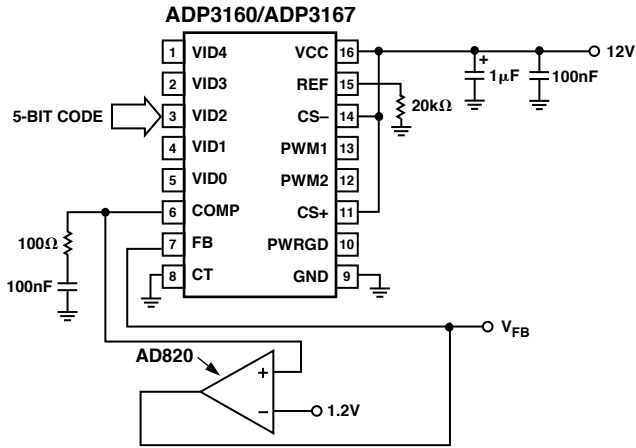 ADP3160/ADP3167
1 VID4 VCC 16 12V
2 VID3 REF 15 1μF 100nF
5-BIT CODE 3 VID2 CS– 14 20kΩ
4 VID1 PWM1 13
5 VID0 PWM2 12
6 COMP CS+ 11
100Ω 7 FB PWRGD 10
100nF 8 CT GND 9
VFB
AD820
+
– 1.2V
+